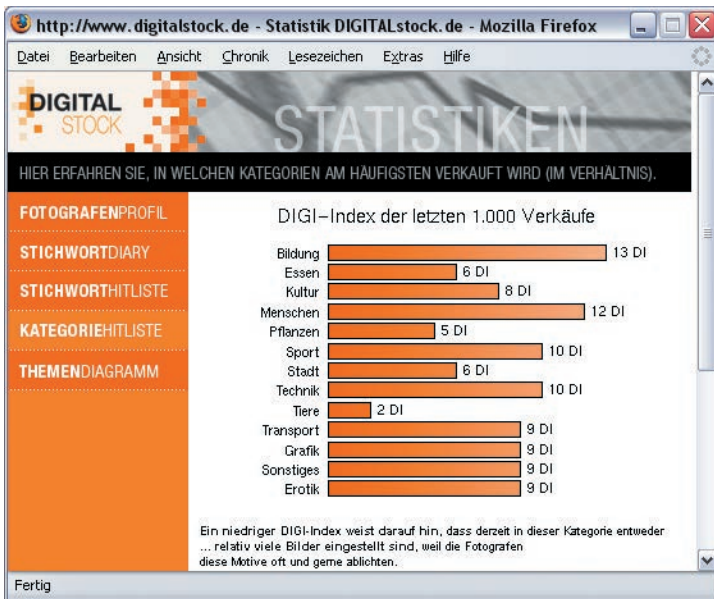 http://www.digitalstock.de - Statistik DIGITALstock.de - Mozilla Firefox
Datei Bearbeiten Ansicht Chronik Lesezeichen Extras Hilfe
DIGITAL
STOCK
STATISTIKEN
HIER ERFAHREN SIE, IN WELCHEN KATEGORIEN AM HÄUFIGSTEN VERKAUFT WIRD (IM VERHÄLTNIS).
FOTOGRAFENPROFIL
STICHWORTDIARY
STICHWORTHITLISTE
KATEGORIEHITLISTE
THEMENDIAGRAMM
DIGI-Index der letzten 1.000 Verkäufe
Bildung 13 DI
Essen 6 DI
Kultur 8 DI
Menschen 12 DI
Pflanzen 5 DI
Sport 10 DI
Stadt 6 DI
Technik 10 DI
Tiere 2 DI
Transport 9 DI
Grafik 9 DI
Sonstiges 9 DI
Erotik 9 DI
Ein niedriger DIGI-Index weist darauf hin, dass derzeit in dieser Kategorie entweder
... relativ viele Bilder eingestellt sind, weil die Fotografen
diese Motive oft und gerne ablichten.
Fertig